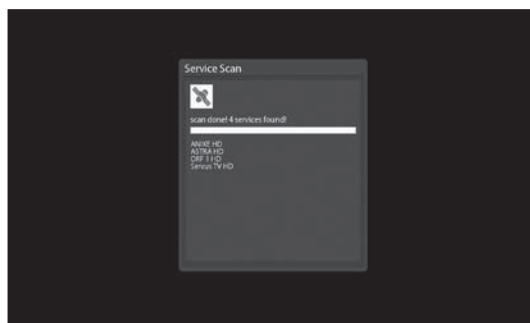 Service Scan
scan done! 4 services found!
ANIXE HD
ASTRA HD
ORF 1 HD
Servus TV HD